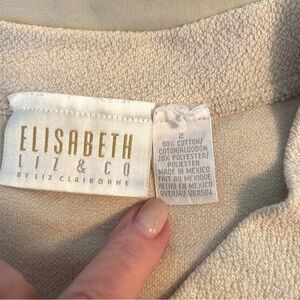 ELISABETH
LIZ & CO
BY LIZ CLAIBORNE
2
80% COTTON/
COTON/ALGODON
20% POLYESTER/
POLIESTER
MADE IN MEXICO
FAIT AU MEXIQUE
HECHO EN MEXICO
OVER/AU VERSO↓